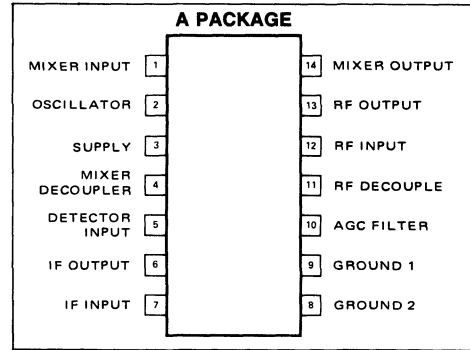 A PACKAGE
MIXER INPUT 1
OSCILLATOR 2
SUPPLY 3
MIXER
DECOUPLER 4
DETECTOR
INPUT 5
IF OUTPUT 6
IF INPUT 7
14 MIXER OUTPUT
13 RF OUTPUT
12 RF INPUT
11 RF DECOUPLE
10 AGC FILTER
9 GROUND 1
8 GROUND 2